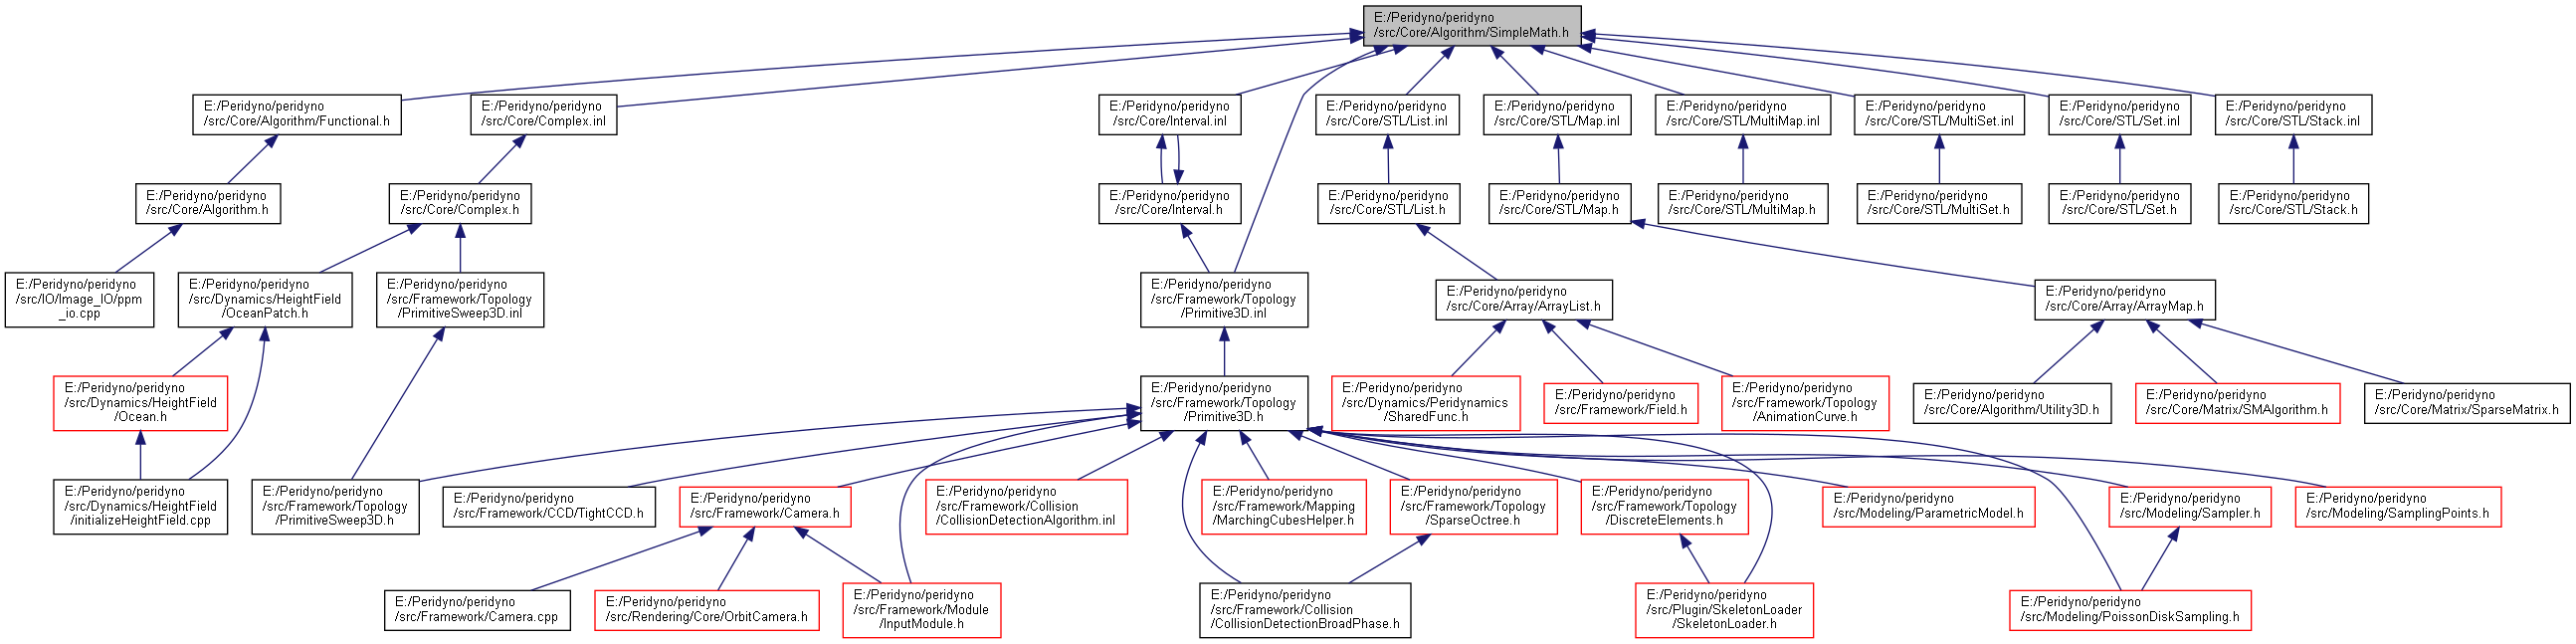 E:/Peridyno/peridyno
/src/Core/Algorithm/SimpleMath.h
E:/Peridyno/peridyno
/src/Core/Algorithm/Functional.h
E:/Peridyno/peridyno
/src/Core/Complex.inl
E:/Peridyno/peridyno
/src/Core/Interval.inl
E:/Peridyno/peridyno
/src/Core/STL/List.inl
E:/Peridyno/peridyno
/src/Core/STL/Map.inl
E:/Peridyno/peridyno
/src/Core/STL/MultiMap.inl
E:/Peridyno/peridyno
/src/Core/STL/MultiSet.inl
E:/Peridyno/peridyno
/src/Core/STL/Set.inl
E:/Peridyno/peridyno
/src/Core/STL/Stack.inl
E:/Peridyno/peridyno
/src/Core/Algorithm.h
E:/Peridyno/peridyno
/src/Core/Complex.h
E:/Peridyno/peridyno
/src/Core/Interval.h
E:/Peridyno/peridyno
/src/Core/STL/List.h
E:/Peridyno/peridyno
/src/Core/STL/Map.h
E:/Peridyno/peridyno
/src/Core/STL/MultiMap.h
E:/Peridyno/peridyno
/src/Core/STL/MultiSet.h
E:/Peridyno/peridyno
/src/Core/STL/Set.h
E:/Peridyno/peridyno
/src/Core/STL/Stack.h
E:/Peridyno/peridyno
/src/IO/Image_IO/ppm
_io.cpp
E:/Peridyno/peridyno
/src/Dynamics/HeightField
/OceanPatch.h
E:/Peridyno/peridyno
/src/Framework/Topology
/PrimitiveSweep3D.inl
E:/Peridyno/peridyno
/src/Framework/Topology
/Primitive3D.inl
E:/Peridyno/peridyno
/src/Core/Array/ArrayList.h
E:/Peridyno/peridyno
/src/Core/Array/ArrayMap.h
E:/Peridyno/peridyno
/src/Dynamics/HeightField
/Ocean.h
E:/Peridyno/peridyno
/src/Framework/Topology
/Primitive3D.h
E:/Peridyno/peridyno
/src/Dynamics/Peridynamics
/SharedFunc.h
E:/Peridyno/peridyno
/src/Framework/Field.h
E:/Peridyno/peridyno
/src/Framework/Topology
/AnimationCurve.h
E:/Peridyno/peridyno
/src/Core/Algorithm/Utility3D.h
E:/Peridyno/peridyno
/src/Core/Matrix/SMAlgorithm.h
E:/Peridyno/peridyno
/src/Core/Matrix/SparseMatrix.h
E:/Peridyno/peridyno
/src/Dynamics/HeightField
/initializeHeightField.cpp
E:/Peridyno/peridyno
/src/Framework/Topology
/PrimitiveSweep3D.h
E:/Peridyno/peridyno
/src/Framework/CCD/TightCCD.h
E:/Peridyno/peridyno
/src/Framework/Camera.h
E:/Peridyno/peridyno
/src/Framework/Collision
/CollisionDetectionAlgorithm.inl
E:/Peridyno/peridyno
/src/Framework/Mapping
/MarchingCubesHelper.h
E:/Peridyno/peridyno
/src/Framework/Topology
/SparseOctree.h
E:/Peridyno/peridyno
/src/Framework/Topology
/DiscreteElements.h
E:/Peridyno/peridyno
/src/Modeling/ParametricModel.h
E:/Peridyno/peridyno
/src/Modeling/Sampler.h
E:/Peridyno/peridyno
/src/Modeling/SamplingPoints.h
E:/Peridyno/peridyno
/src/Framework/Camera.cpp
E:/Peridyno/peridyno
/src/Rendering/Core/OrbitCamera.h
E:/Peridyno/peridyno
/src/Framework/Module
/InputModule.h
E:/Peridyno/peridyno
/src/Framework/Collision
/CollisionDetectionBroadPhase.h
E:/Peridyno/peridyno
/src/Plugin/SkeletonLoader
/SkeletonLoader.h
E:/Peridyno/peridyno
/src/Modeling/PoissonDiskSampling.h